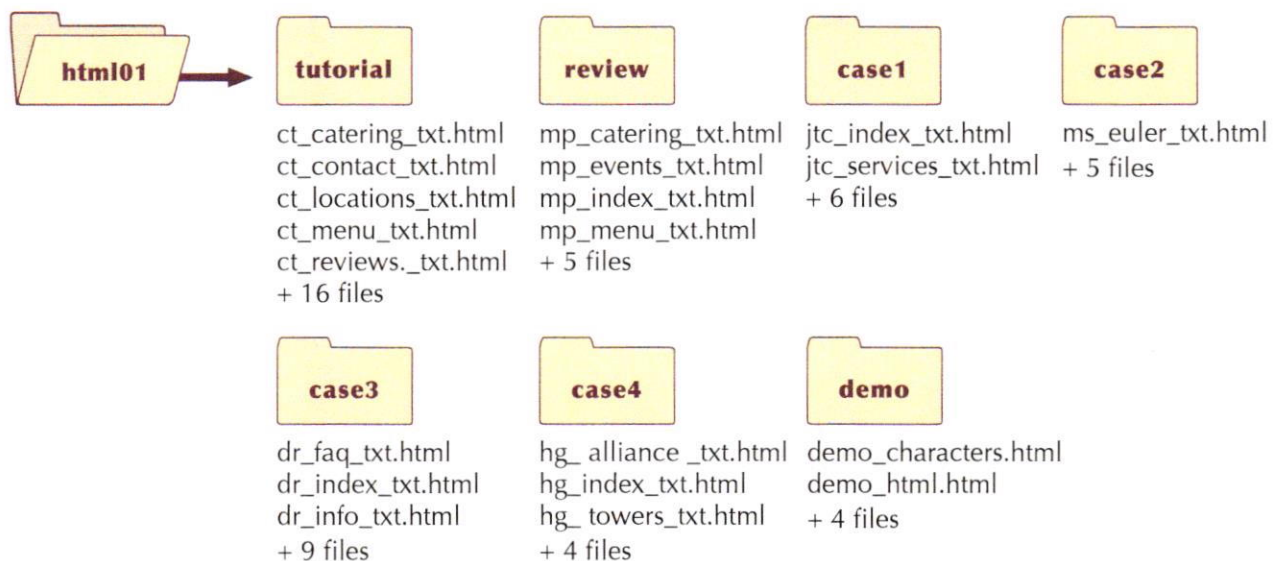 html01
tutorial
ct_catering_txt.html
ct_contact_txt.html
ct_locations_txt.html
ct_menu_txt.html
ct_reviews._txt.html
+ 16 files
review
mp_catering_txt.html
mp_events_txt.html
mp_index_txt.html
mp_menu_txt.html
+ 5 files
case1
jtc_index_txt.html
jtc_services_txt.html
+ 6 files
case2
ms_euler_txt.html
+ 5 files
case3
dr_faq_txt.html
dr_index_txt.html
dr_info_txt.html
+ 9 files
case4
hg_ alliance _txt.html
hg_index_txt.html
hg_ towers_txt.html
+ 4 files
demo
demo_characters.html
demo_html.html
+ 4 files